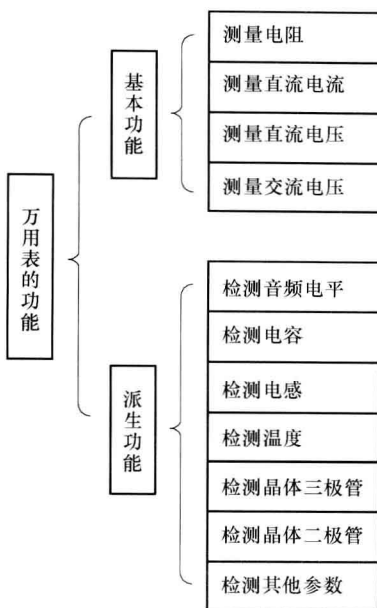 万用表的功能
基本功能
测量电阻
测量直流电流
测量直流电压
测量交流电压
派生功能
检测音频电平
检测电容
检测电感
检测温度
检测晶体三极管
检测晶体二极管
检测其他参数